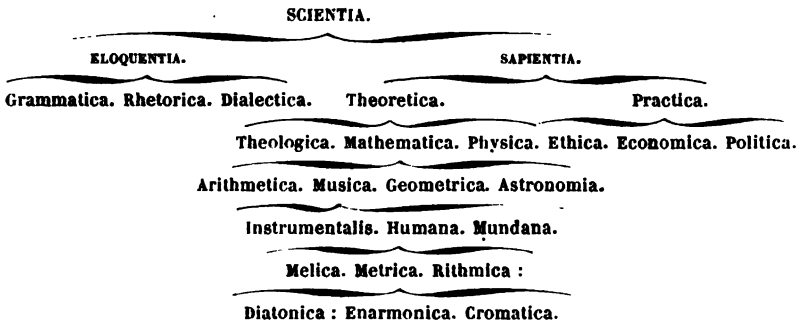 SCIENTIA.
ELOQUENTIA. SAPIENTIA.
Grammatica. Rhetorica. Dialectica. Theoretica. Practica.
Theologica. Mathematica. Physica. Ethica. Economica. Politica.
Arithmetica. Musica. Geometrica. Astronomia.
Instrumentalis. Humana. Mundana.
Melica. Metrica. Rithmica :
Diatonica : Enarmonica. Cromatica.